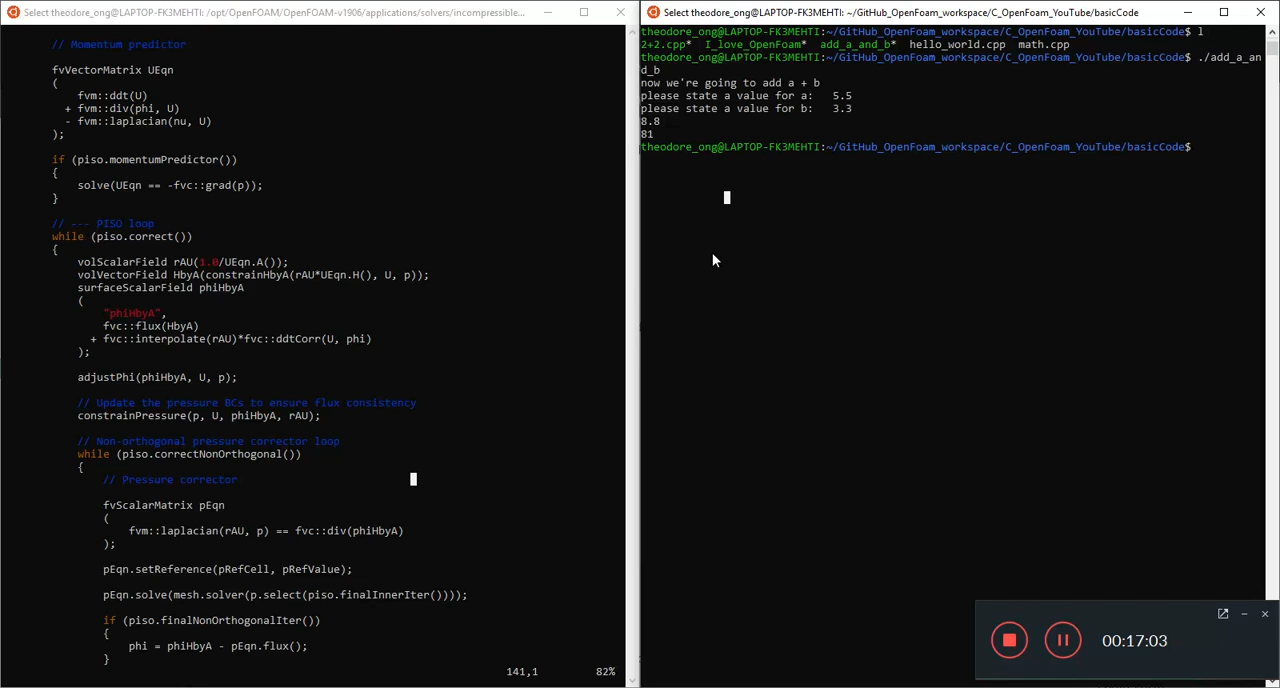 Select theodore_ong@LAPTOP-FK3MEHTI: /opt/OpenFOAM/OpenFOAM-v1906/applications/solvers/incompressible...
// Momentum predictor
fvVectorMatrix UEqn
(
fvm::ddt(U)
+ fvm::div(phi, U)
- fvm::laplacian(nu, U)
);
if (piso.momentumPredictor())
{
solve(UEqn == -fvc::grad(p));
}
// --- PISO loop
while (piso.correct())
{
volScalarField rAU(1.0/UEqn.A());
volVectorField HbyA(constrainHbyA(rAU*UEqn.H(), U, p));
surfaceScalarField phiHbyA
(
"phiHbyA",
fvc::flux(HbyA)
+ fvc::interpolate(rAU)*fvc::ddtCorr(U, phi)
);
adjustPhi(phiHbyA, U, p);
// Update the pressure BCs to ensure flux consistency
constrainPressure(p, U, phiHbyA, rAU);
// Non-orthogonal pressure corrector loop
while (piso.correctNonOrthogonal())
{
// Pressure corrector
fvScalarMatrix pEqn
(
fvm::laplacian(rAU, p) == fvc::div(phiHbyA)
);
pEqn.setReference(pRefCell, pRefValue);
pEqn.solve(mesh.solver(p.select(piso.finalInnerIter())));
if (piso.finalNonOrthogonalIter())
{
phi = phiHbyA - pEqn.flux();
}
141,1 82%
Select theodore_ong@LAPTOP-FK3MEHTI: ~/GitHub_OpenFoam_workspace/C_OpenFoam_YouTube/basicCode
theodore_ong@LAPTOP-FK3MEHTI:~/GitHub_OpenFoam_workspace/C_OpenFoam_YouTube/basicCode$ l
2+2.cpp* I_love_OpenFoam* add_a_and_b* hello_world.cpp math.cpp
theodore_ong@LAPTOP-FK3MEHTI:~/GitHub_OpenFoam_workspace/C_OpenFoam_YouTube/basicCode$ ./add_a_an
d_b
now we're going to add a + b
please state a value for a: 5.5
please state a value for b: 3.3
8.8
81
theodore_ong@LAPTOP-FK3MEHTI:~/GitHub_OpenFoam_workspace/C_OpenFoam_YouTube/basicCode$
00:17:03